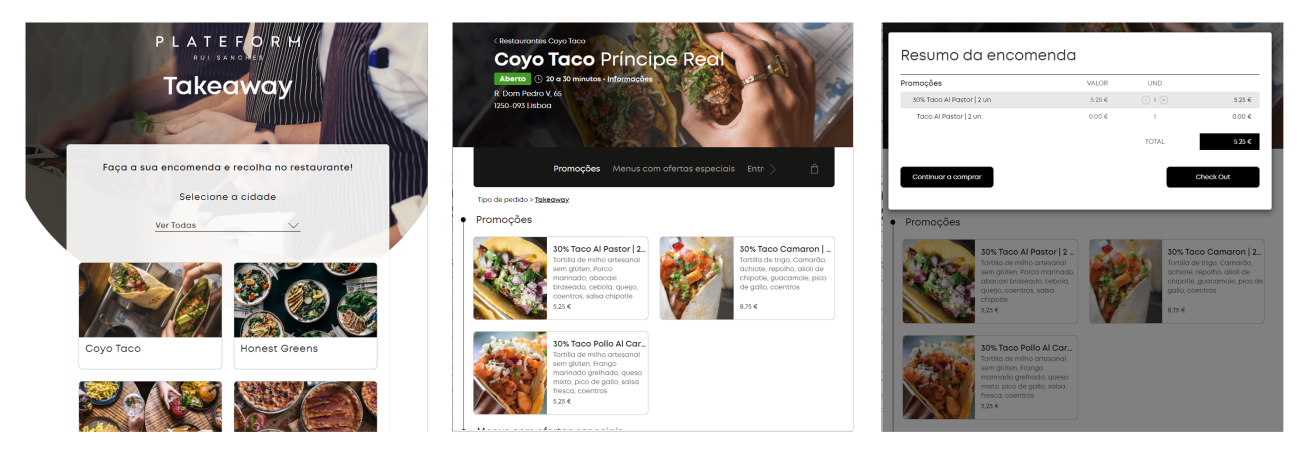 PLATEFORM
RUI SANCHES
Takeaway
Faça a sua encomenda e recolha no restaurante!
Selecione a cidade
Ver Todas
Coyo Taco
Honest Greens
< Restaurantes Coyo Taco
Coyo Taco Príncipe Real
Aberto 20 a 30 minutos - Informações
R. Dom Pedro V, 65
1250-093 Lisboa
Promoções Menus com ofertas especiais Entr >
Tipo de pedido > Takeaway
Promoções
30% Taco Al Pastor | 2...
Tortilla de milho artesanal
sem glúten, Porco
marinado, abacaxi
braseado, cebola, queijo,
coentros, salsa chipotle
5,25 €
30% Taco Camaron | ...
Tortilla de trigo, Camarão,
achiote, repolho, alioli de
chipotle, guacamole, pico
de gallo, coentros
8,75 €
30% Taco Pollo Al Car...
Tortilla de milho artesanal
sem glúten, Frango
marinado grelhado, queso
mixto, pico de gallo, salsa
fresca, coentros
5,25 €
Menus com ofertas especiais
Resumo da encomenda
Promoções VALOR UND
30% Taco Al Pastor | 2 un 5.25 € - 1 + 5.25 €
Taco Al Pastor | 2 un. 0.00 € 1 0.00 €
TOTAL 5.25 €
Continuar a comprar
Check Out
Promoções
30% Taco Al Pastor | 2 ...
Tortilla de milho artesanal
sem glúten, Porco marinado,
abacaxi braseado, cebola,
queijo, coentros, salsa
chipotle
5,25 €
30% Taco Camaron | 2...
Tortilla de trigo, Camarão,
achiote, repolho, alioli de
chipotle, guacamole, pico de
gallo, coentros
8,75 €
30% Taco Pollo Al Car...
Tortilla de milho artesanal
sem glúten, Frango
marinado grelhado, queso
mixto, pico de gallo, salsa
fresca, coentros
5,25 €